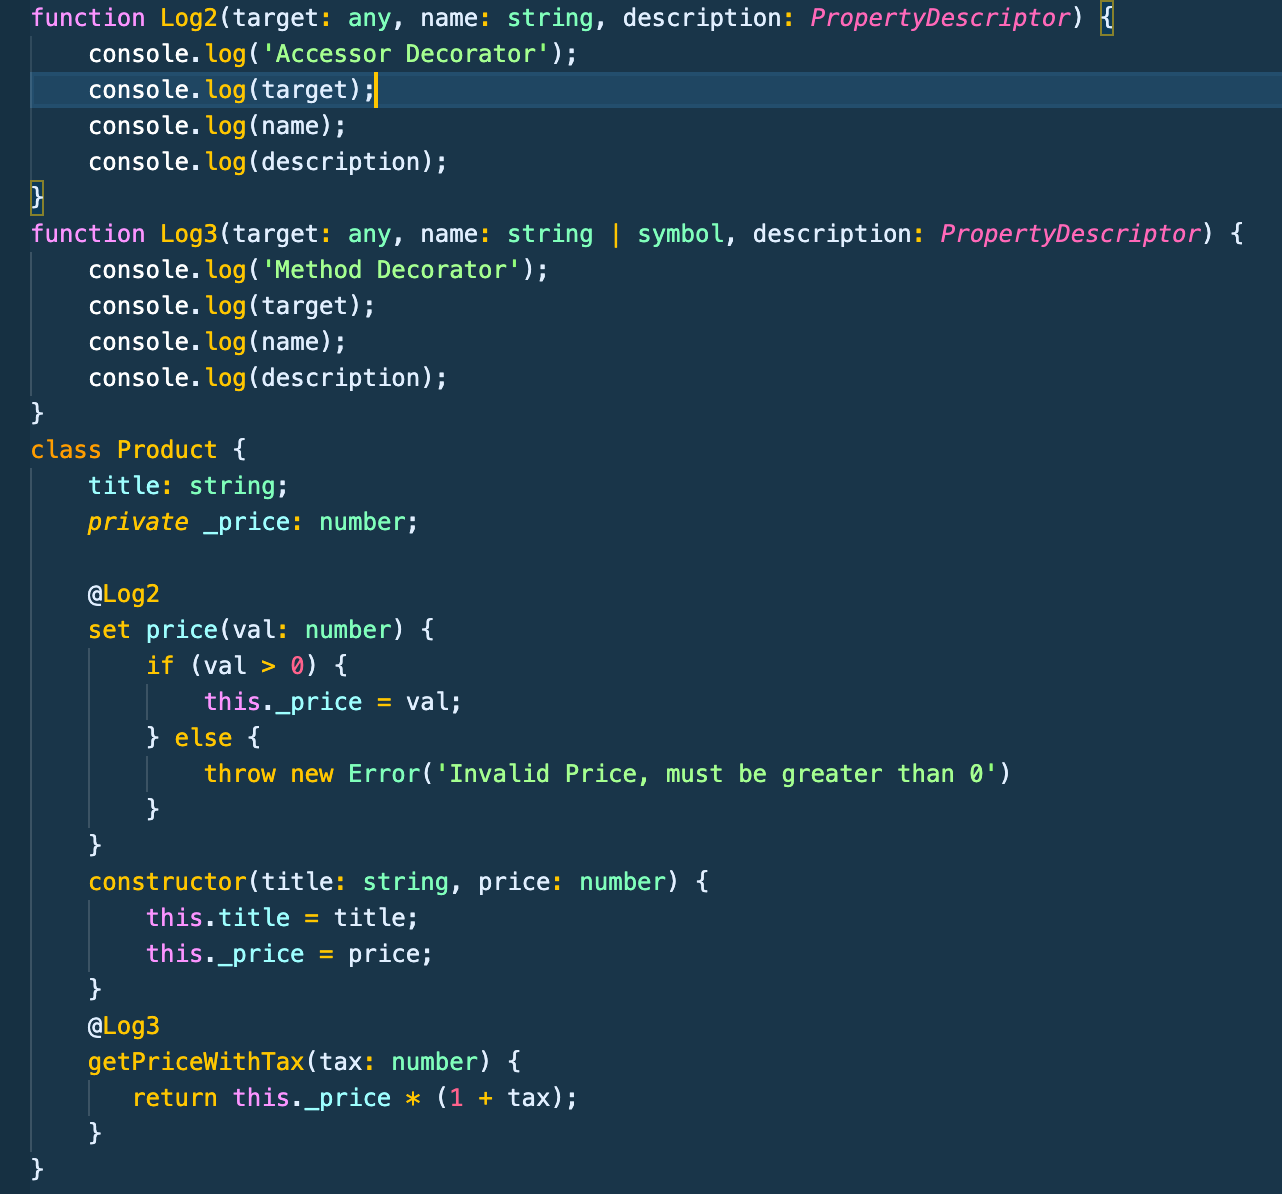 function Log2(target: any, name: string, description: PropertyDescriptor) {
    console.log('Accessor Decorator');
    console.log(target);
    console.log(name);
    console.log(description);
}
function Log3(target: any, name: string | symbol, description: PropertyDescriptor) {
    console.log('Method Decorator');
    console.log(target);
    console.log(name);
    console.log(description);
}
class Product {
    title: string;
    private _price: number;

    @Log2
    set price(val: number) {
        if (val > 0) {
            this._price = val;
        } else {
            throw new Error('Invalid Price, must be greater than 0')
        }
    }
    constructor(title: string, price: number) {
        this.title = title;
        this._price = price;
    }
    @Log3
    getPriceWithTax(tax: number) {
       return this._price * (1 + tax);
    }
}